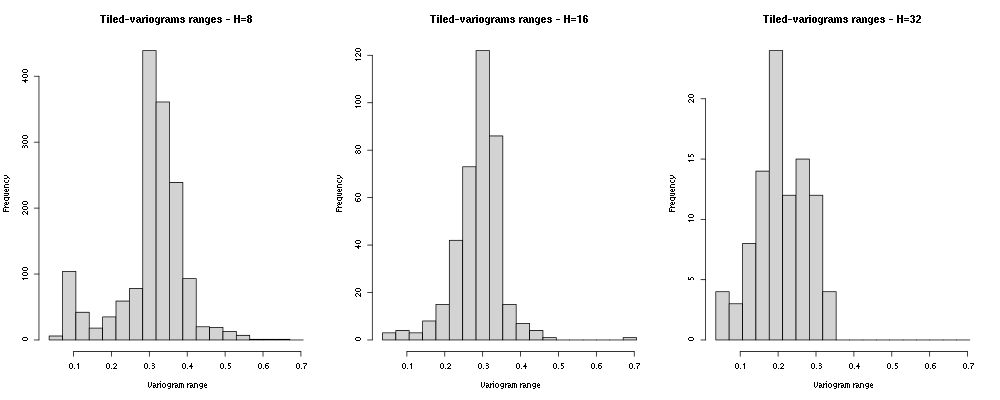 Tiled-variograms ranges - H=8
Frequency
0
100
200
300
400
0.1 0.2 0.3 0.4 0.5 0.6 0.7
Variogram range
Tiled-variograms ranges - H=16
Frequency
0
20
40
60
80
100
120
0.1 0.2 0.3 0.4 0.5 0.6 0.7
Variogram range
Tiled-variograms ranges - H=32
Frequency
0
5
10
15
20
0.1 0.2 0.3 0.4 0.5 0.6 0.7
Variogram range